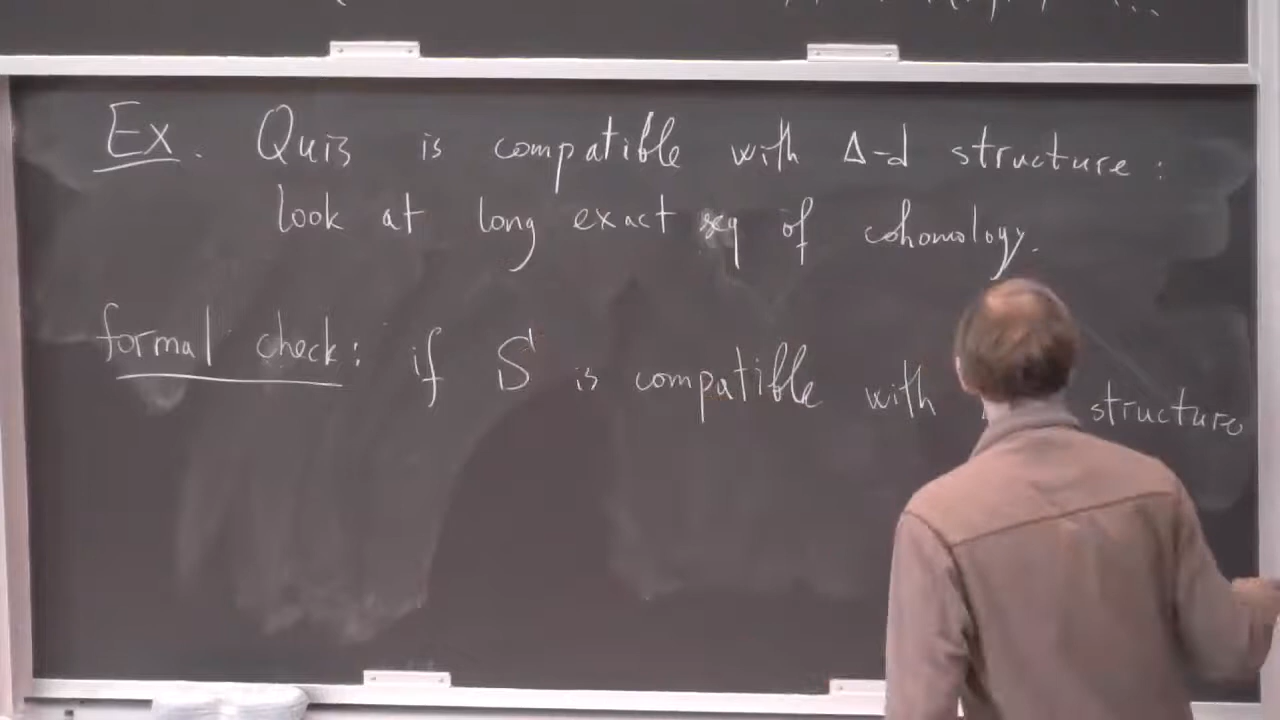 Ex. Quis is compatible with Δ-d structure:
look at long exact seq of cohomology.
formal check: if S is compatible with structure